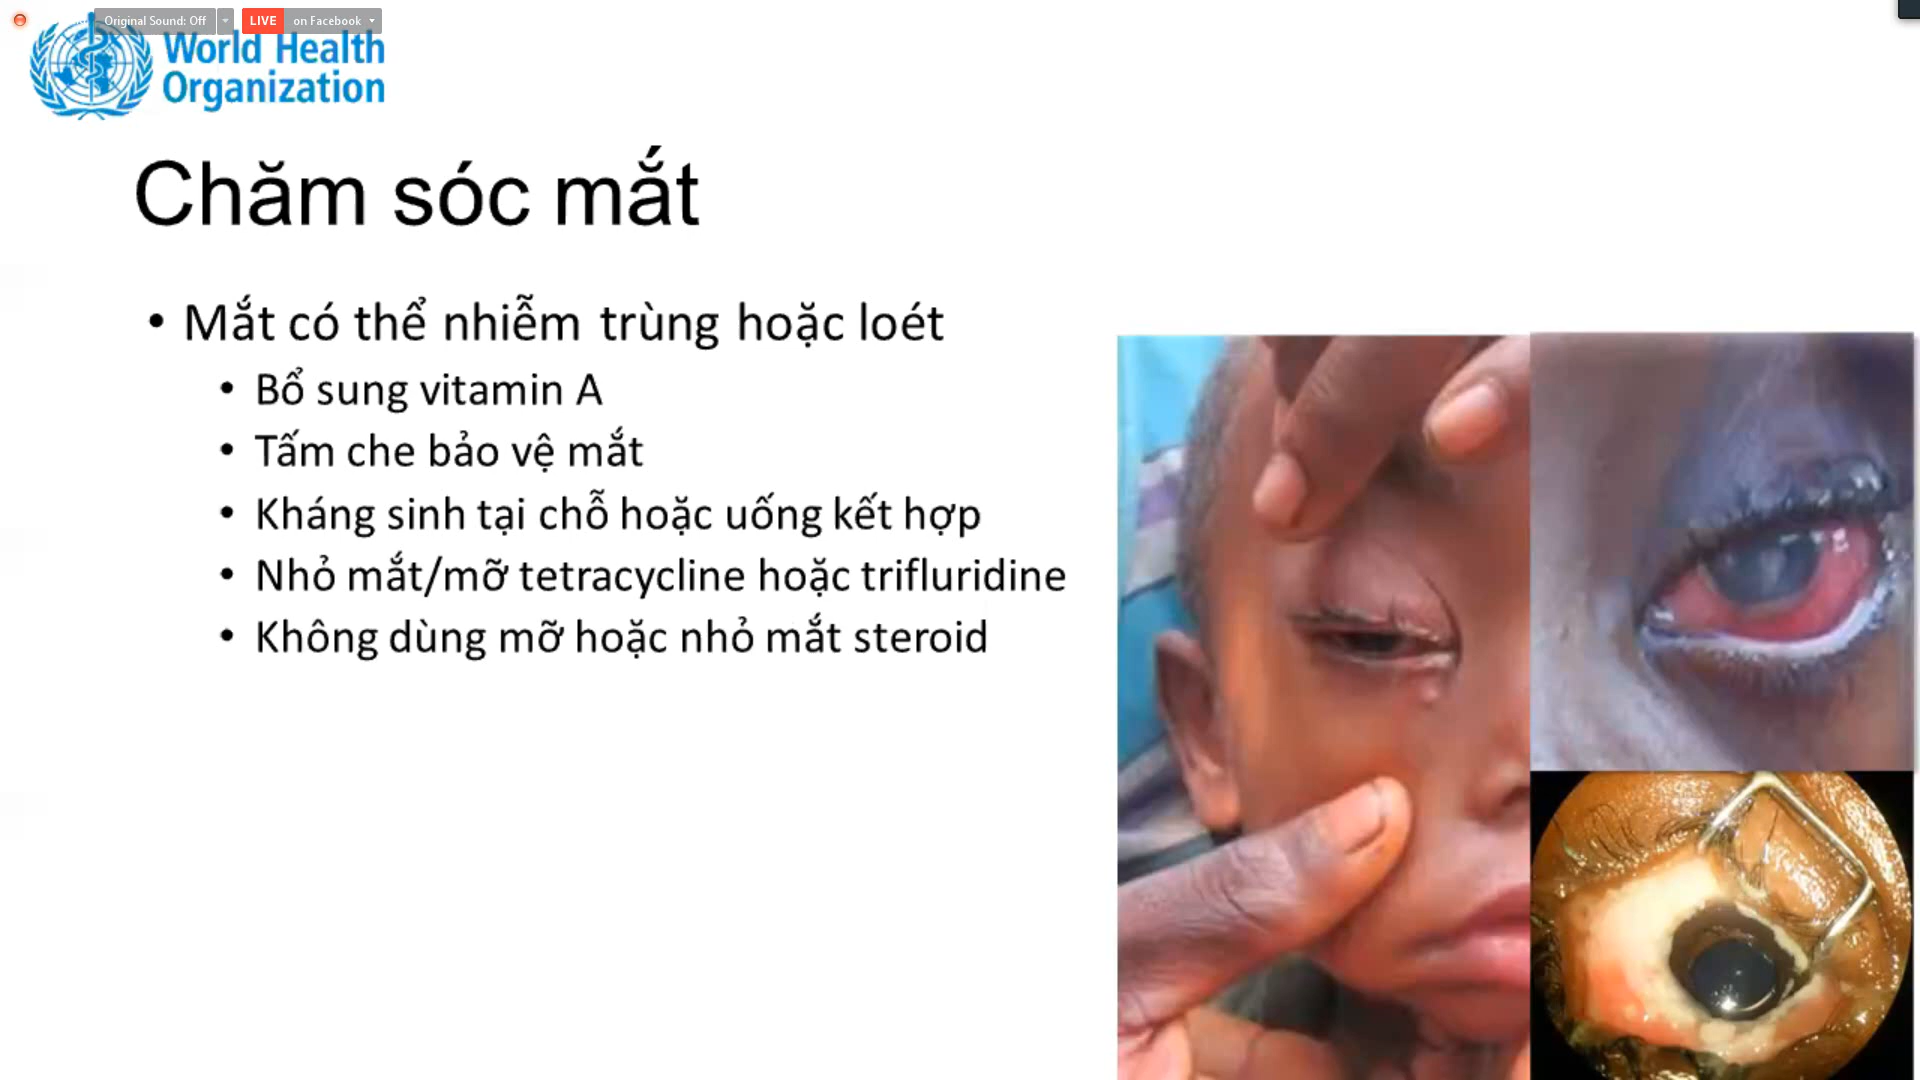 Original Sound: Off
LIVE on Facebook
World Health
Organization
Chăm sóc mắt
• Mắt có thể nhiễm trùng hoặc loét
• Bổ sung vitamin A
• Tấm che bảo vệ mắt
• Kháng sinh tại chỗ hoặc uống kết hợp
• Nhỏ mắt/mỡ tetracycline hoặc trifluridine
• Không dùng mỡ hoặc nhỏ mắt steroid